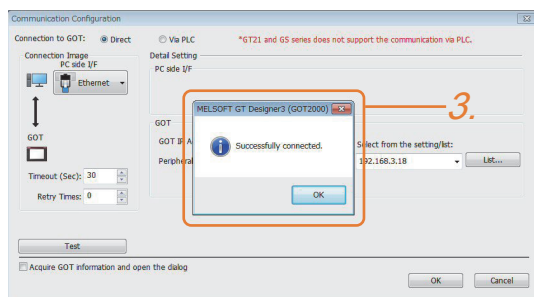 Communication Configuration
Connection to GOT: Direct Via PLC *GT21 and GS series does not support the communication via PLC.
Connection Image
PC side I/F
Ethernet
GOT
Timeout (Sec): 30
Retry Times: 0
Detail Setting
PC side I/F
MELSOFT GT Designer3 (GOT2000)
Successfully connected.
OK
3.
GOT
GOT IP A
Peripheral
Select from the setting/list:
192.168.3.18
List...
Test
Acquire GOT information and open the dialog
OK Cancel